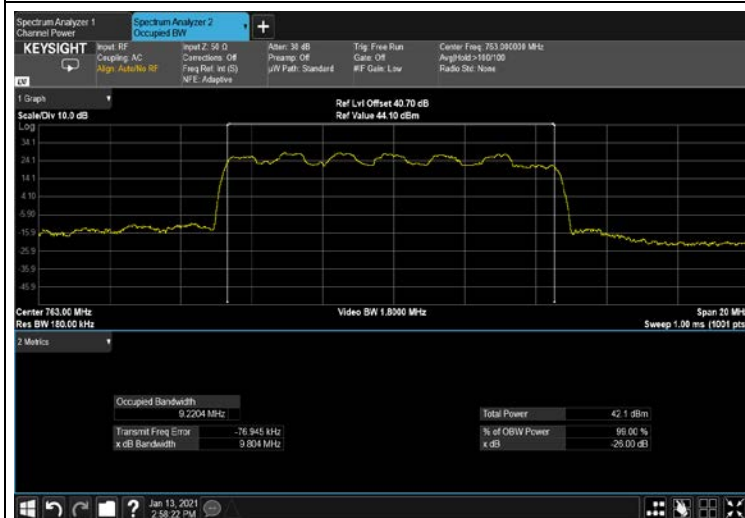 Spectrum Analyzer 1
Channel Power
Spectrum Analyzer 2
Occupied BW
KEYSIGHT
Input: RF
Coupling: AC
Align: Auto/No RF
Input Z: 50 Ω
Corrections: Off
Freq Ref: Int (S)
NFE: Adaptive
Atten: 30 dB
Preamp: Off
µW Path: Standard
Trig: Free Run
Gate: Off
#IF Gain: Low
Center Freq: 763.000000 MHz
Avg|Hold:>100/100
Radio Std: None
LXI
1 Graph
Scale/Div 10.0 dB
Ref Lvl Offset 40.70 dB
Ref Value 44.10 dBm
Log
34.1
24.1
14.1
4.10
-5.90
-15.9
-25.9
-35.9
-45.9
Center 763.00 MHz
Video BW 1.8000 MHz
Span 20 MH
Res BW 180.00 kHz
Sweep 1.00 ms (1001 pts
2 Metrics
Occupied Bandwidth
9.2204 MHz
Total Power 42.1 dBm
Transmit Freq Error -76.945 kHz
% of OBW Power 99.00 %
x dB Bandwidth 9.804 MHz
x dB -26.00 dB
?
Jan 13, 2021
2:58:22 PM